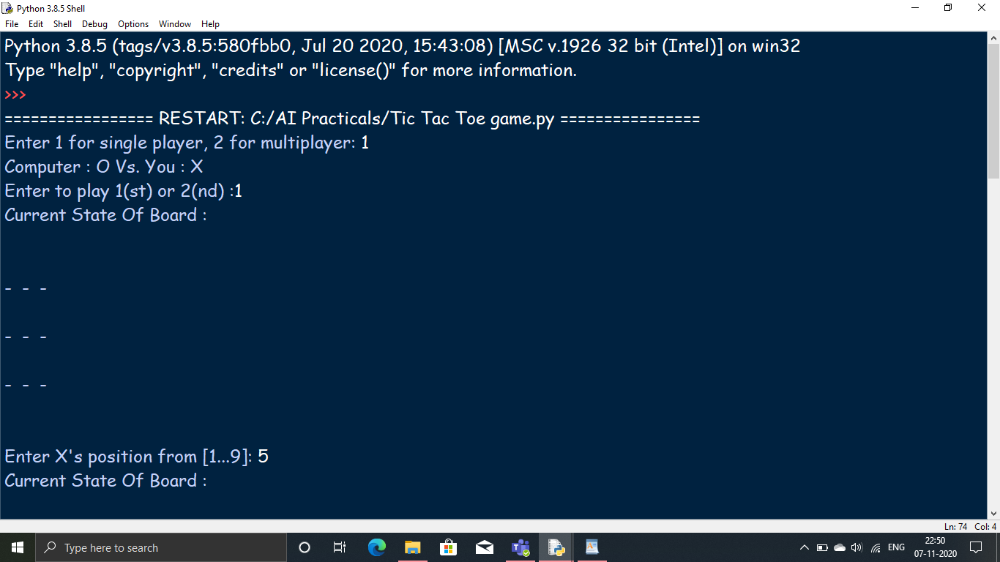 Python 3.8.5 Shell
File Edit Shell Debug Options Window Help
Python 3.8.5 (tags/v3.8.5:580fbb0, Jul 20 2020, 15:43:08) [MSC v.1926 32 bit (Intel)] on win32
Type "help", "copyright", "credits" or "license()" for more information.
>>>
================= RESTART: C:/AI Practicals/Tic Tac Toe game.py ================
Enter 1 for single player, 2 for multiplayer: 1
Computer : O Vs. You : X
Enter to play 1(st) or 2(nd) :1
Current State Of Board :
- - -
- - -
- - -
Enter X's position from [1...9]: 5
Current State Of Board :
Ln: 74 Col: 4
Type here to search
ENG
22:50
07-11-2020